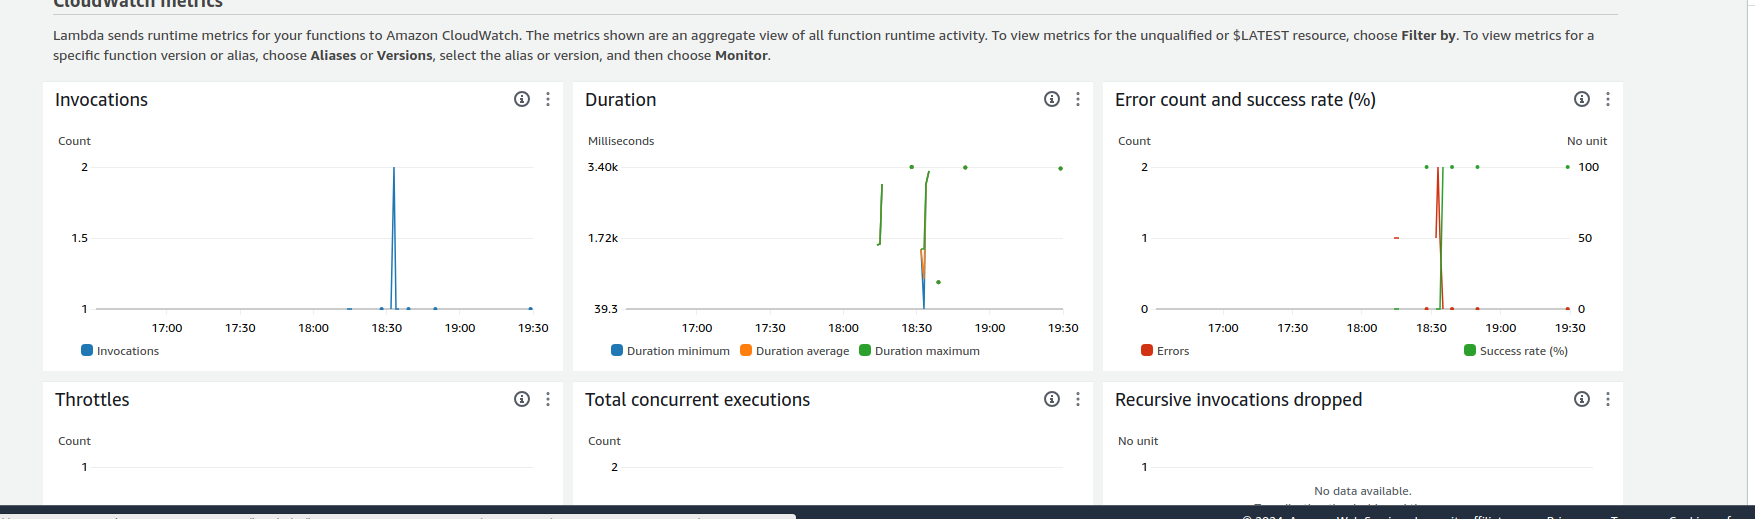 CloudWatch metrics
Lambda sends runtime metrics for your functions to Amazon CloudWatch. The metrics shown are an aggregate view of all function runtime activity. To view metrics for the unqualified or $LATEST resource, choose Filter by. To view metrics for a
specific function version or alias, choose Aliases or Versions, select the alias or version, and then choose Monitor.
Invocations
Count
2
1.5
1
17:00 17:30 18:00 18:30 19:00 19:30
Invocations
Duration
Milliseconds
3.40k
1.72k
39.3
17:00 17:30 18:00 18:30 19:00 19:30
Duration minimum Duration average Duration maximum
Error count and success rate (%)
Count No unit
2 100
1 50
0 0
17:00 17:30 18:00 18:30 19:00 19:30
Errors Success rate (%)
Throttles
Count
1
Total concurrent executions
Count
2
Recursive invocations dropped
No unit
1
No data available.